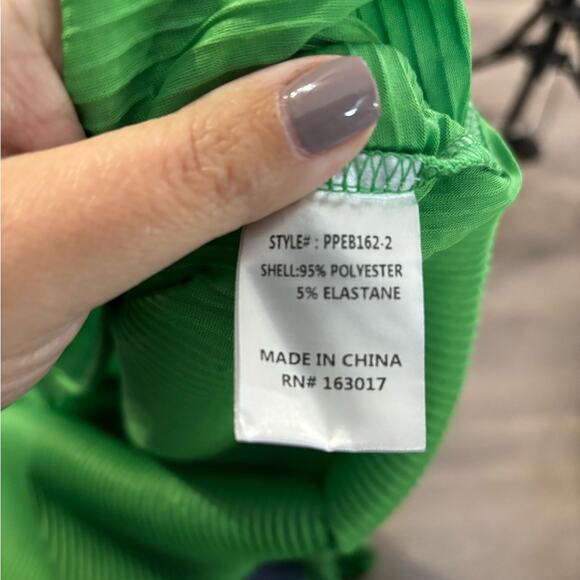 STYLE# : PPEB162-2
SHELL:95% POLYESTER
5% ELASTANE
MADE IN CHINA
RN# 163017